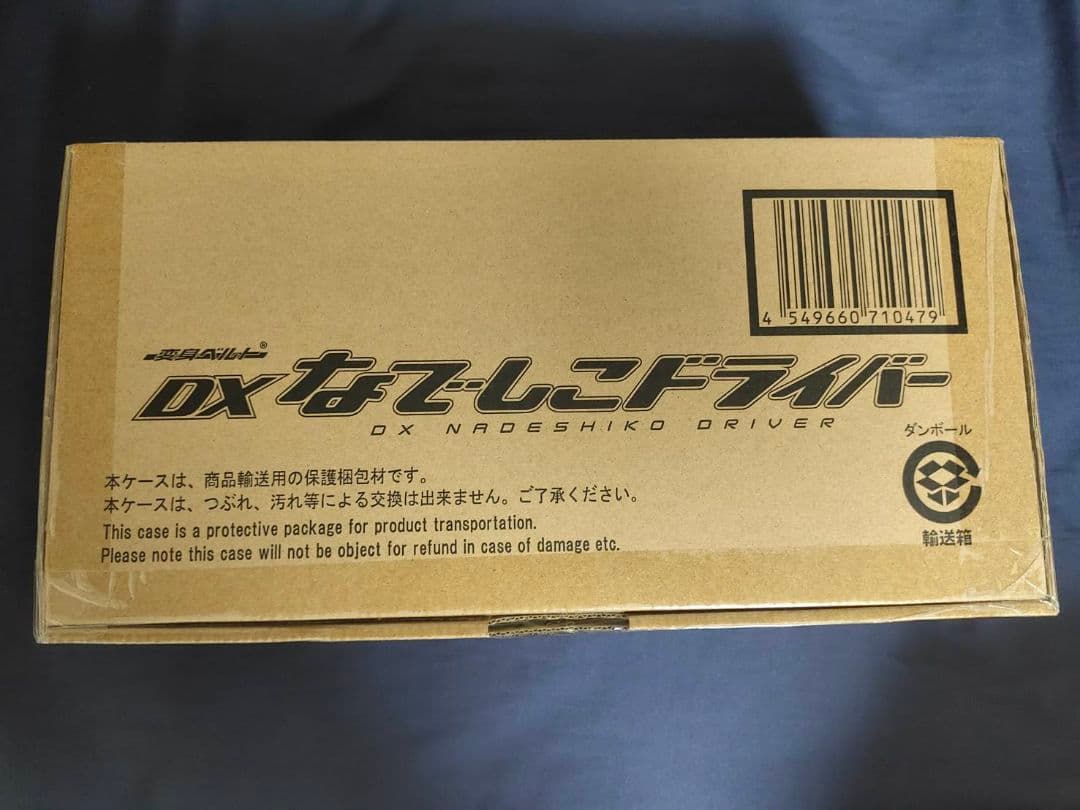 4 549660 710479
変身ベルト®
DXなでしこドライバー
DX NADESHIKO DRIVER
ダンボール
輸送箱
本ケースは、商品輸送用の保護梱包材です。
本ケースは、つぶれ、汚れ等による交換は出来ません。ご了承ください。
This case is a protective package for product transportation.
Please note this case will not be object for refund in case of damage etc.